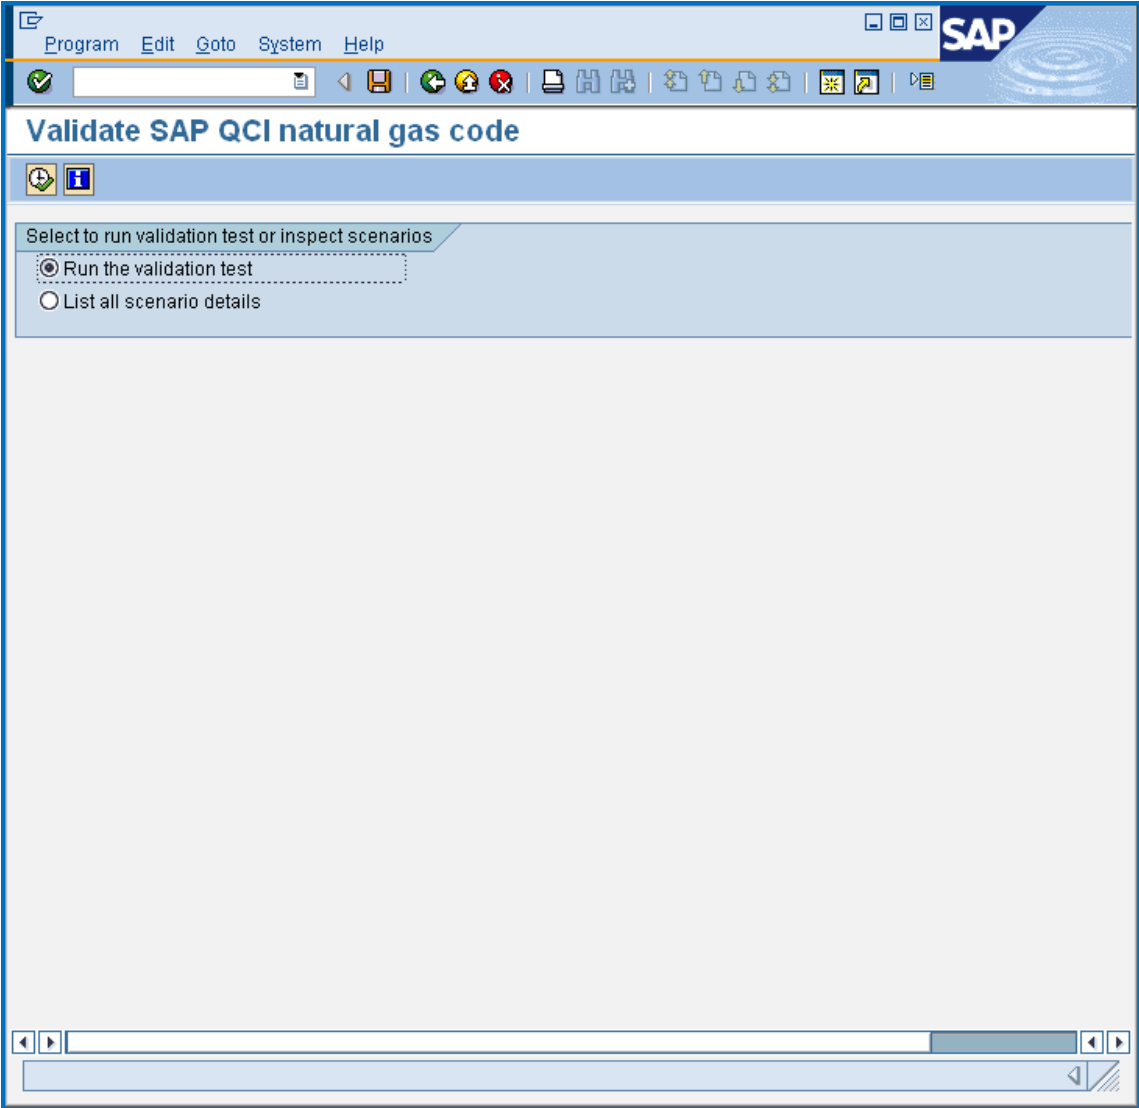 Program Edit Goto System Help
SAP
Validate SAP QCI natural gas code
Select to run validation test or inspect scenarios
Run the validation test
List all scenario details